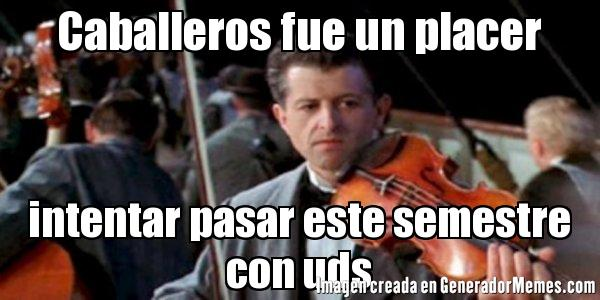 Caballeros fue un placer
intentar pasar este semestre
con uds
Imagen creada en GeneradorMemes.com